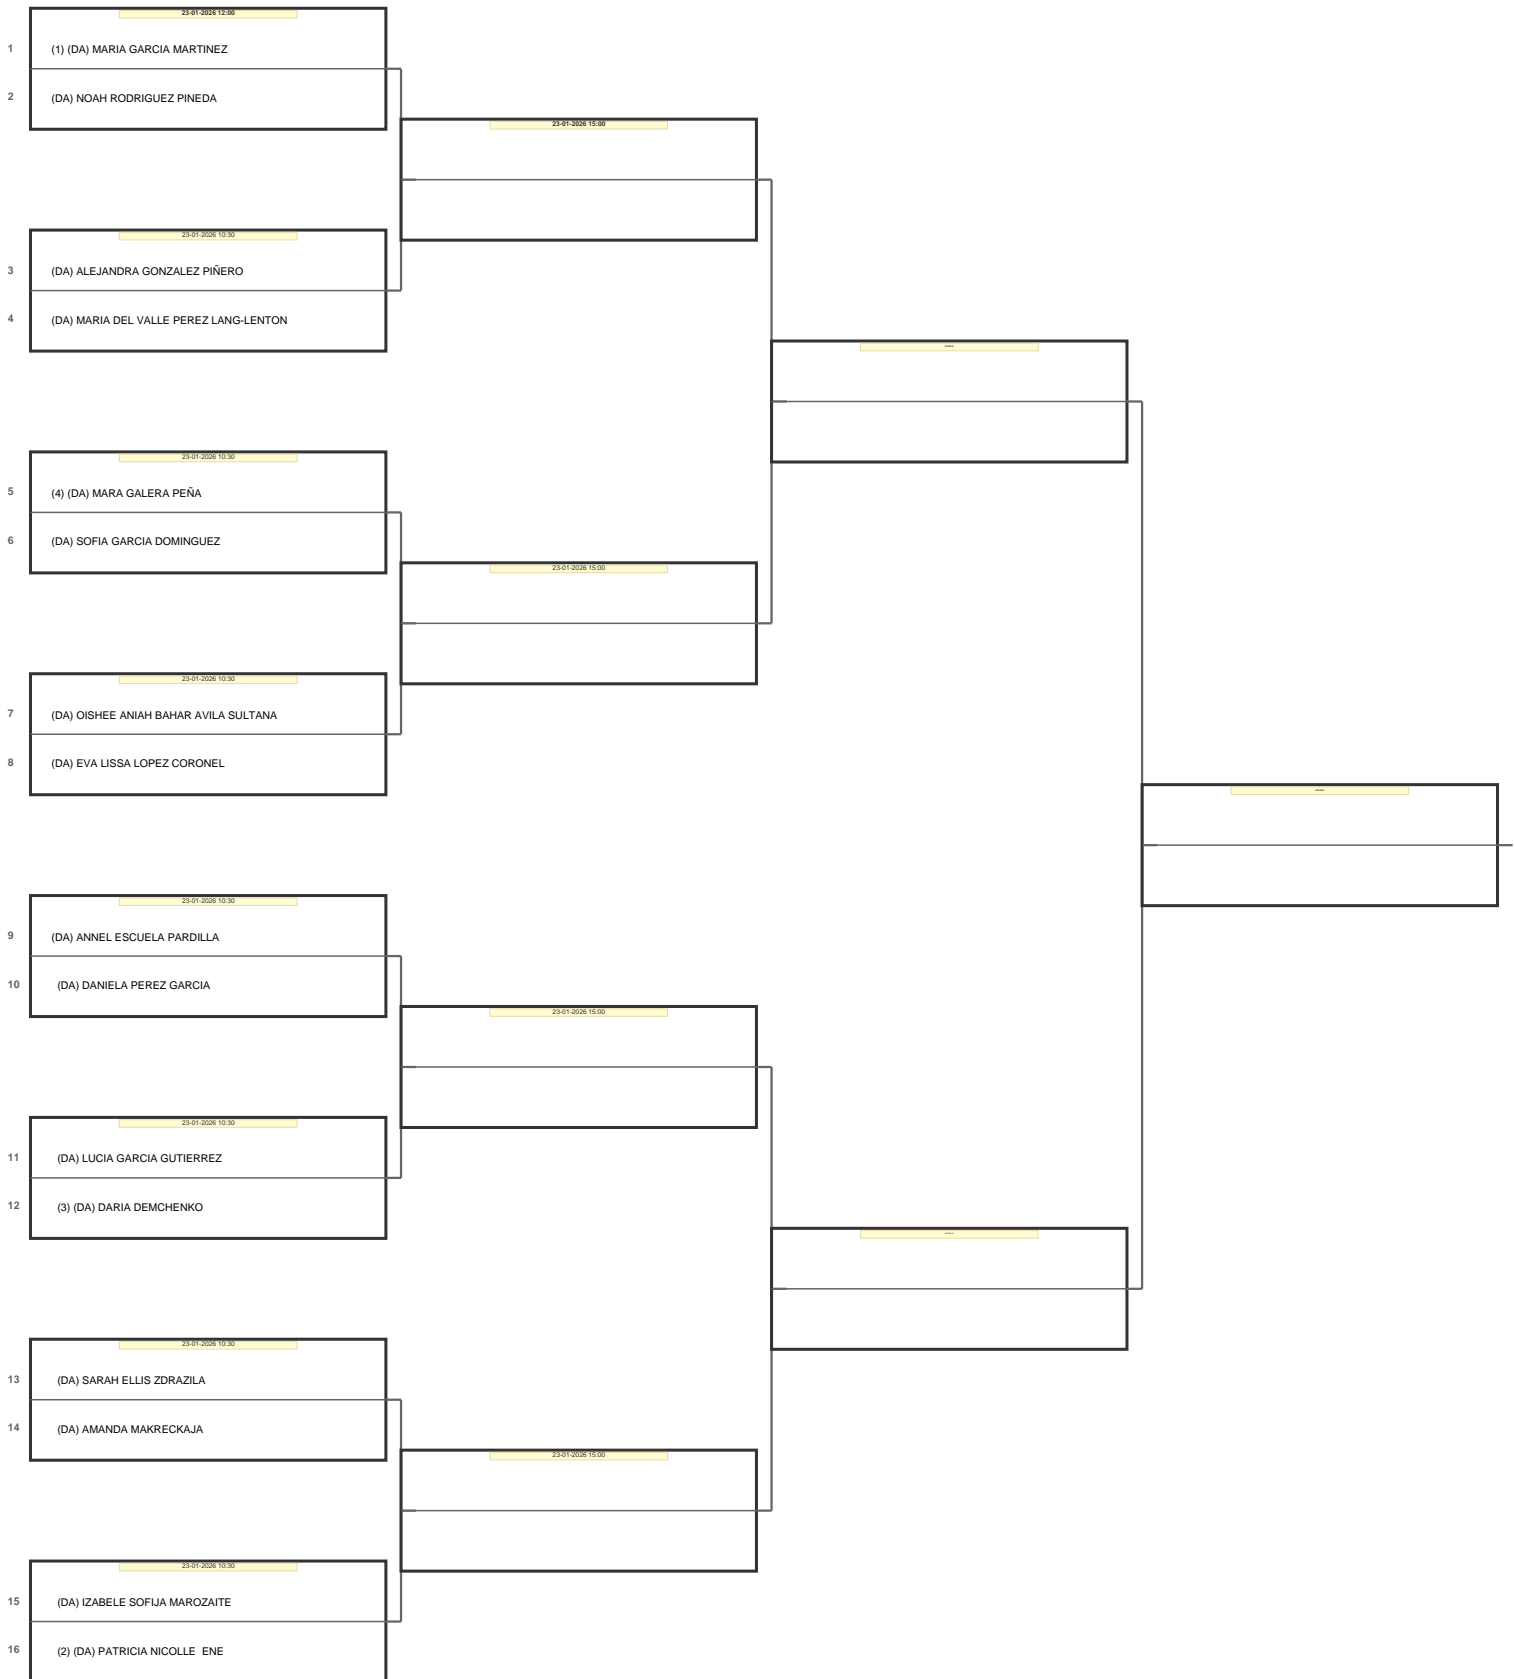 23-01-2026 12:00
1 (1) (DA) MARIA GARCIA MARTINEZ
2 (DA) NOAH RODRIGUEZ PINEDA
23-01-2026 15:00
23-01-2026 10:30
3 (DA) ALEJANDRA GONZALEZ PIÑERO
4 (DA) MARIA DEL VALLE PEREZ LANG-LENTON
----
23-01-2026 10:30
5 (4) (DA) MARA GALERA PEÑA
6 (DA) SOFIA GARCIA DOMINGUEZ
23-01-2026 15:00
23-01-2026 10:30
7 (DA) OISHEE ANIAH BAHAR AVILA SULTANA
8 (DA) EVA LISSA LOPEZ CORONEL
----
23-01-2026 10:30
9 (DA) ANNEL ESCUELA PARDILLA
10 (DA) DANIELA PEREZ GARCIA
23-01-2026 15:00
23-01-2026 10:30
11 (DA) LUCIA GARCIA GUTIERREZ
12 (3) (DA) DARIA DEMCHENKO
----
23-01-2026 10:30
13 (DA) SARAH ELLIS ZDRAZILA
14 (DA) AMANDA MAKRECKAJA
23-01-2026 15:00
23-01-2026 10:30
15 (DA) IZABELE SOFIJA MAROZAITE
16 (2) (DA) PATRICIA NICOLLE  ENE